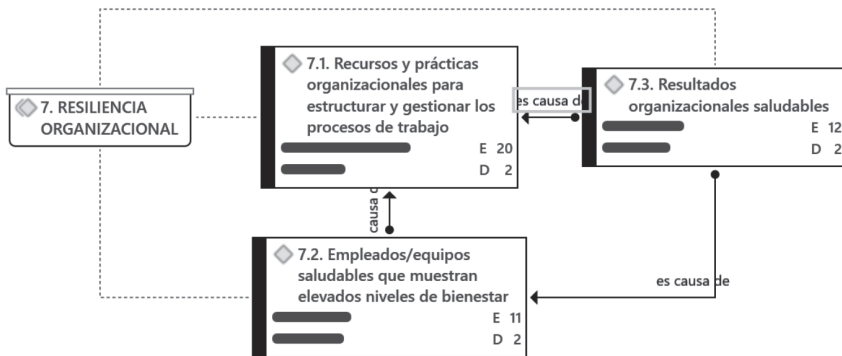 7. RESILIENCIA
ORGANIZACIONAL
7.1. Recursos y prácticas
organizacionales para
estructurar y gestionar los
procesos de trabajo
E 20
D 2
es causa de
7.3. Resultados
organizacionales saludables
E 12
D 2
causa d
7.2. Empleados/equipos
saludables que muestran
elevados niveles de bienestar
E 11
D 2
es causa de